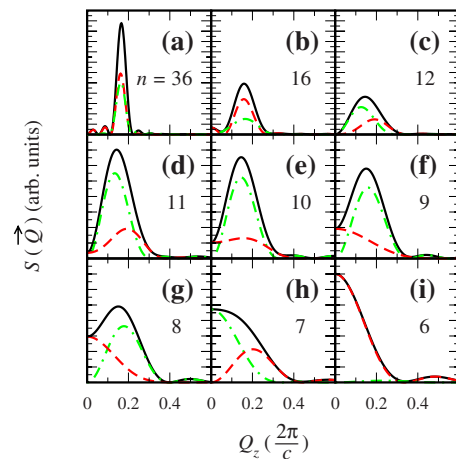 (a) (b) (c)
n = 36 16 12
(d) (e) (f)
11 10 9
(g) (h) (i)
8 7 6
S(Q⃗) (arb. units)
0 0.2 0.4 0 0.2 0.4 0 0.2 0.4
Q_z(2π/c)